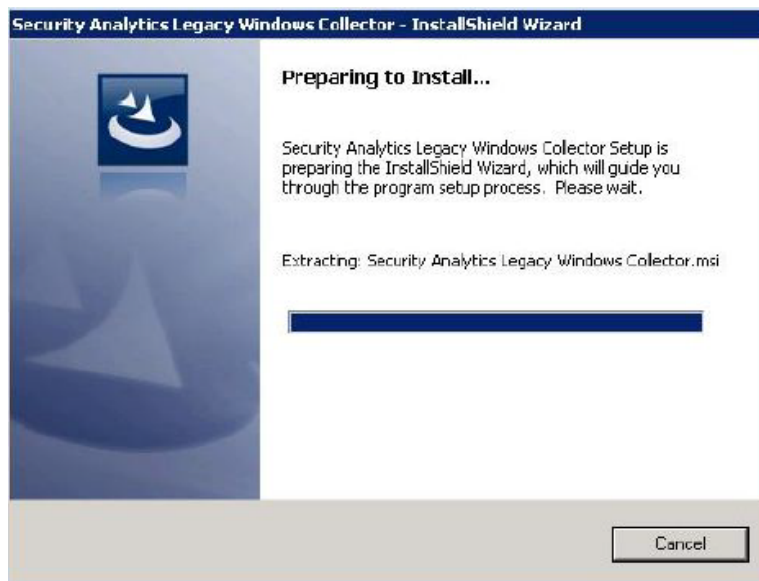 Security Analytics Legacy Windows Collector - InstallShield Wizard
Preparing to Install...
Security Analytics Legacy Windows Collector Setup is
preparing the InstallShield Wizard, which will guide you
through the program setup process. Please wait.
Extracting: Security Analytics Legacy Windows Collector.msi
Cancel